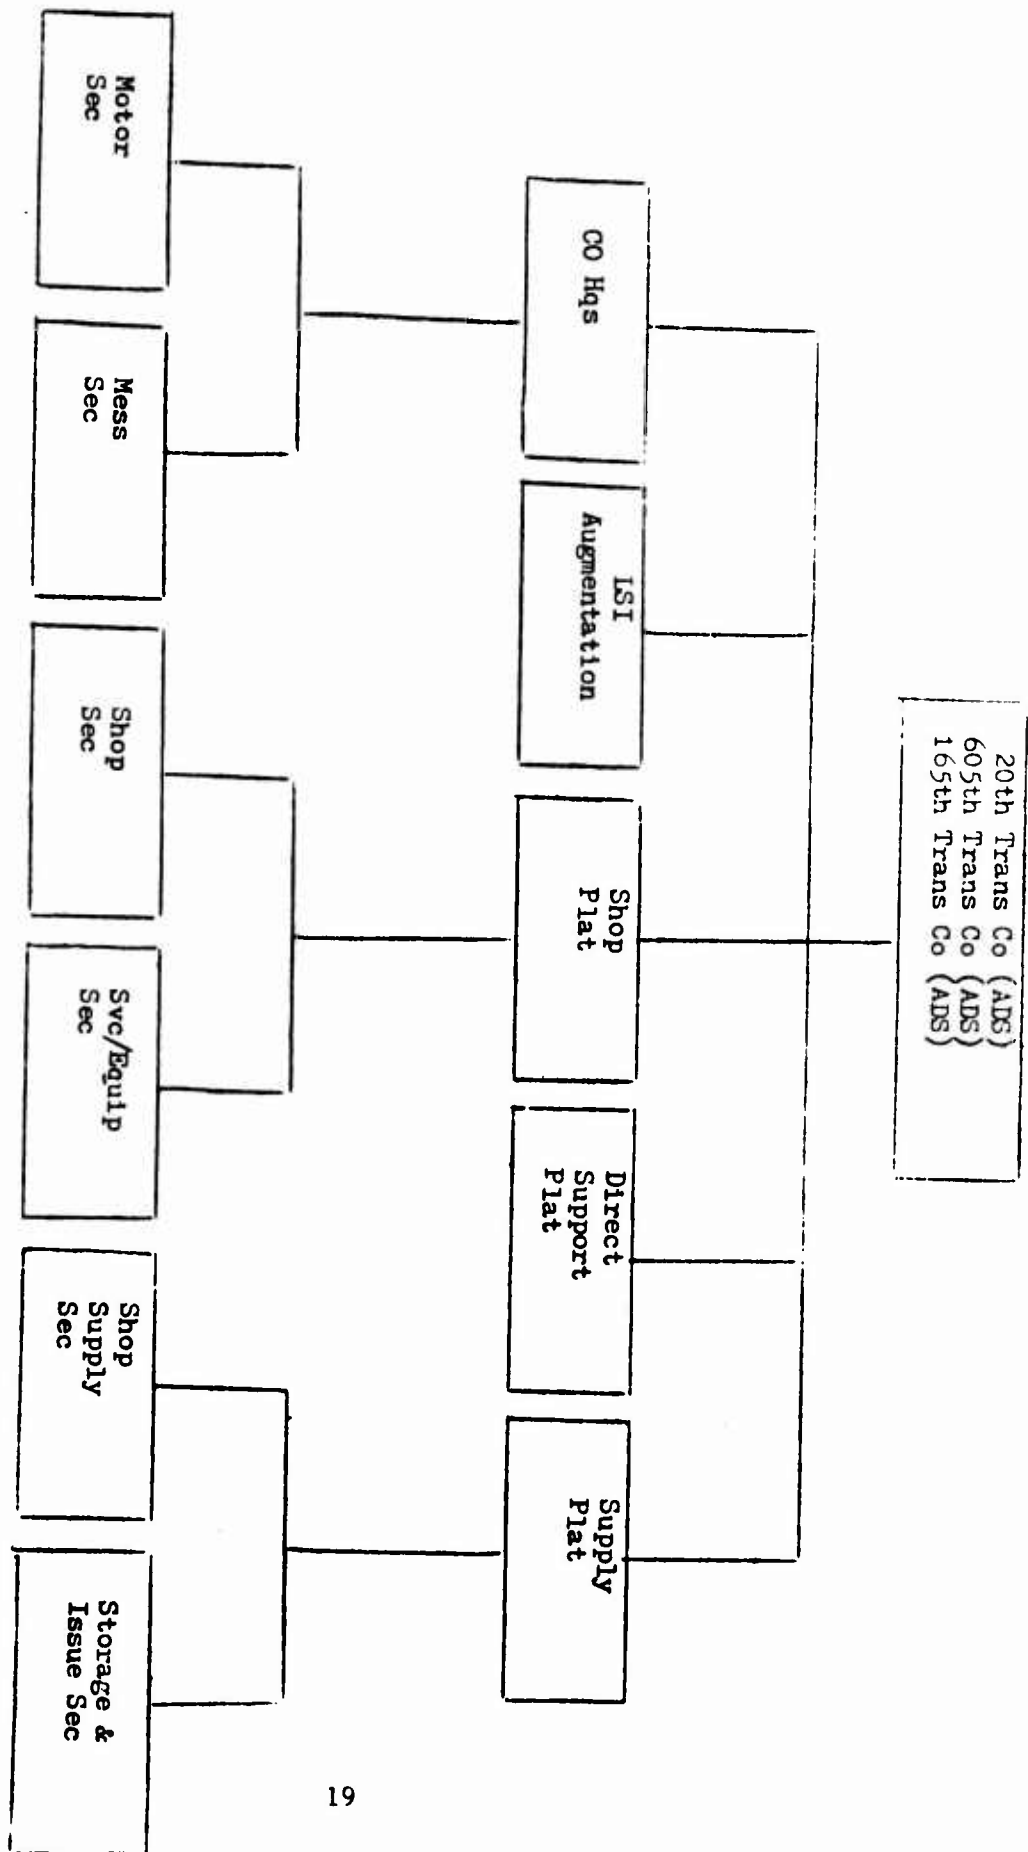 20th Trans Co (ADS)
605th Trans Co (ADS)
165th Trans Co (ADS)
CO Hqs
LSI
Augmentation
Shop
Plat
Direct
Support
Plat
Supply
Plat
Motor
Sec
Mess
Sec
Shop
Sec
Svc/Equip
Sec
Shop
Supply
Sec
Storage &
Issue Sec
19